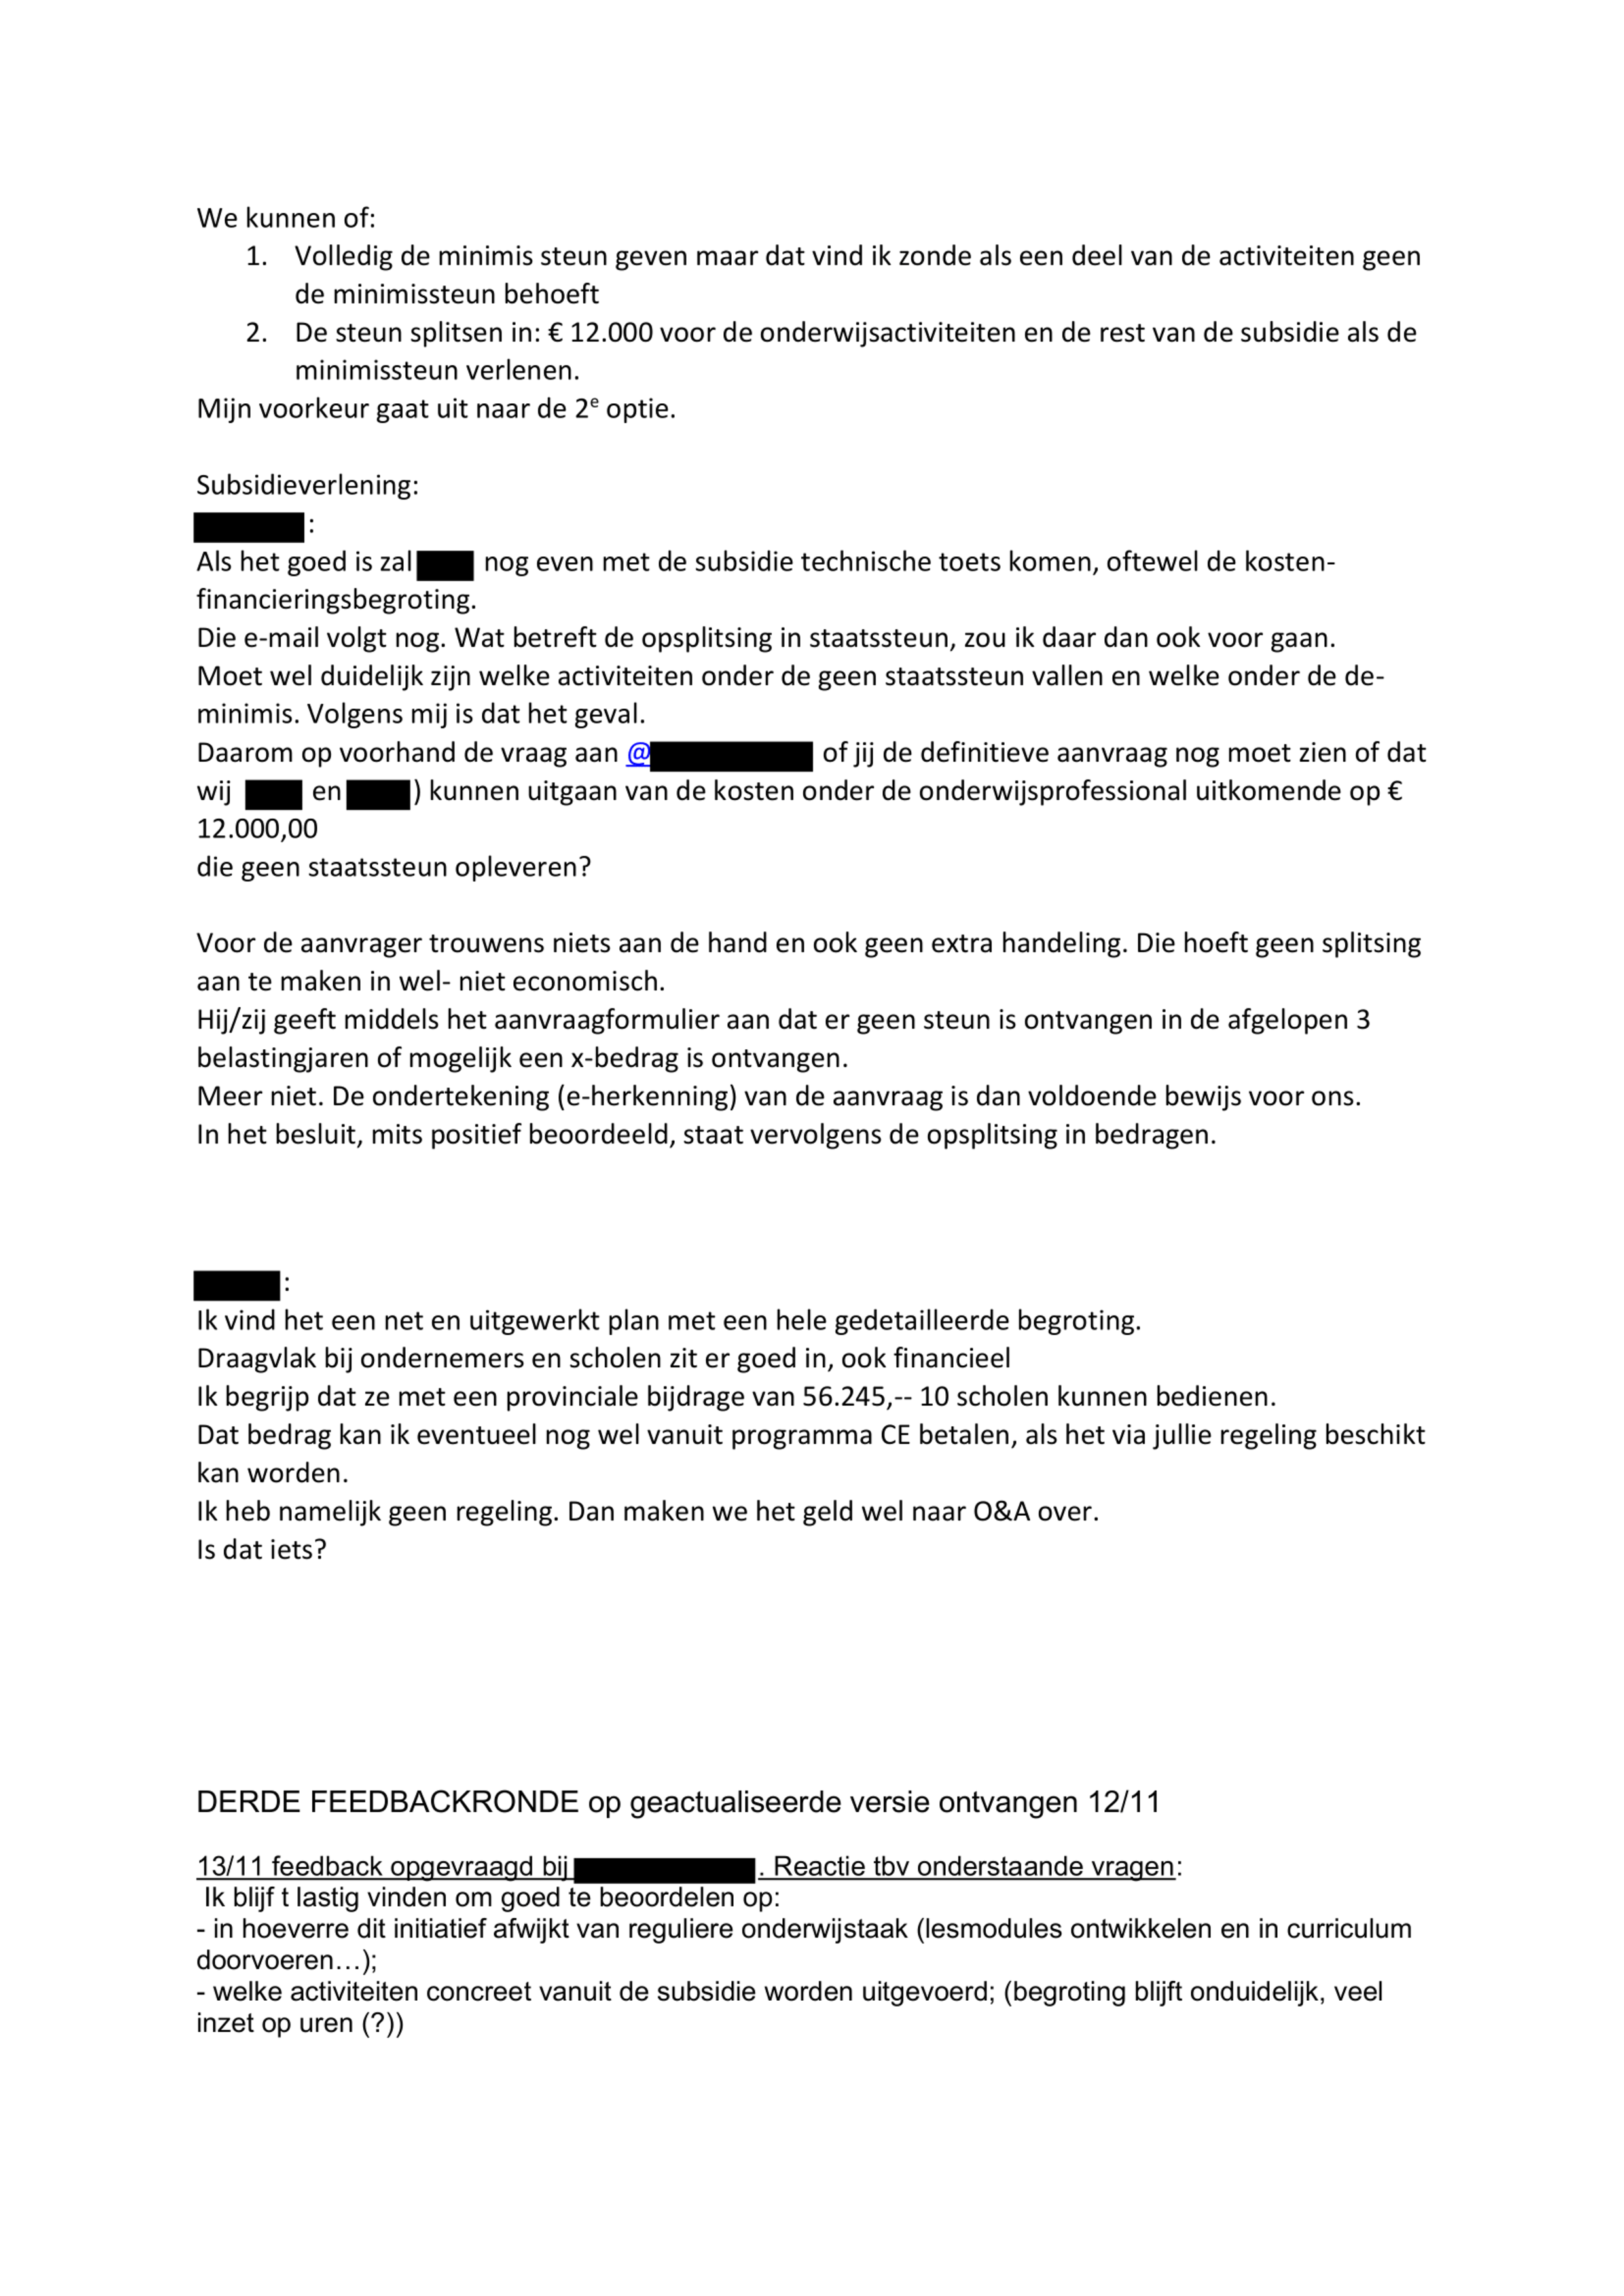 We kunnen of:
1. Volledig de minimis steun geven maar dat vind ik zonde als een deel van de activiteiten geen
de minimissteun behoeft
2. De steun splitsen in: € 12.000 voor de onderwijsactiviteiten en de rest van de subsidie als de
minimissteun verlenen.
Mijn voorkeur gaat uit naar de 2e optie.
Subsidieverlening:
:
Als het goed is zal nog even met de subsidie technische toets komen, oftewel de kosten-
financieringsbegroting.
Die e-mail volgt nog. Wat betreft de opsplitsing in staatssteun, zou ik daar dan ook voor gaan.
Moet wel duidelijk zijn welke activiteiten onder de geen staatssteun vallen en welke onder de de-
minimis. Volgens mij is dat het geval.
Daarom op voorhand de vraag aan @ of jij de definitieve aanvraag nog moet zien of dat
wij en ) kunnen uitgaan van de kosten onder de onderwijsprofessional uitkomende op €
12.000,00
die geen staatssteun opleveren?
Voor de aanvrager trouwens niets aan de hand en ook geen extra handeling. Die hoeft geen splitsing
aan te maken in wel- niet economisch.
Hij/zij geeft middels het aanvraagformulier aan dat er geen steun is ontvangen in de afgelopen 3
belastingjaren of mogelijk een x-bedrag is ontvangen.
Meer niet. De ondertekening (e-herkenning) van de aanvraag is dan voldoende bewijs voor ons.
In het besluit, mits positief beoordeeld, staat vervolgens de opsplitsing in bedragen.
:
Ik vind het een net en uitgewerkt plan met een hele gedetailleerde begroting.
Draagvlak bij ondernemers en scholen zit er goed in, ook financieel
Ik begrijp dat ze met een provinciale bijdrage van 56.245,-- 10 scholen kunnen bedienen.
Dat bedrag kan ik eventueel nog wel vanuit programma CE betalen, als het via jullie regeling beschikt
kan worden.
Ik heb namelijk geen regeling. Dan maken we het geld wel naar O&A over.
Is dat iets?
DERDE FEEDBACKRONDE op geactualiseerde versie ontvangen 12/11
13/11 feedback opgevraagd bij . Reactie tbv onderstaande vragen:
Ik blijf t lastig vinden om goed te beoordelen op:
- in hoeverre dit initiatief afwijkt van reguliere onderwijstaak (lesmodules ontwikkelen en in curriculum
doorvoeren…);
- welke activiteiten concreet vanuit de subsidie worden uitgevoerd; (begroting blijft onduidelijk, veel
inzet op uren (?))